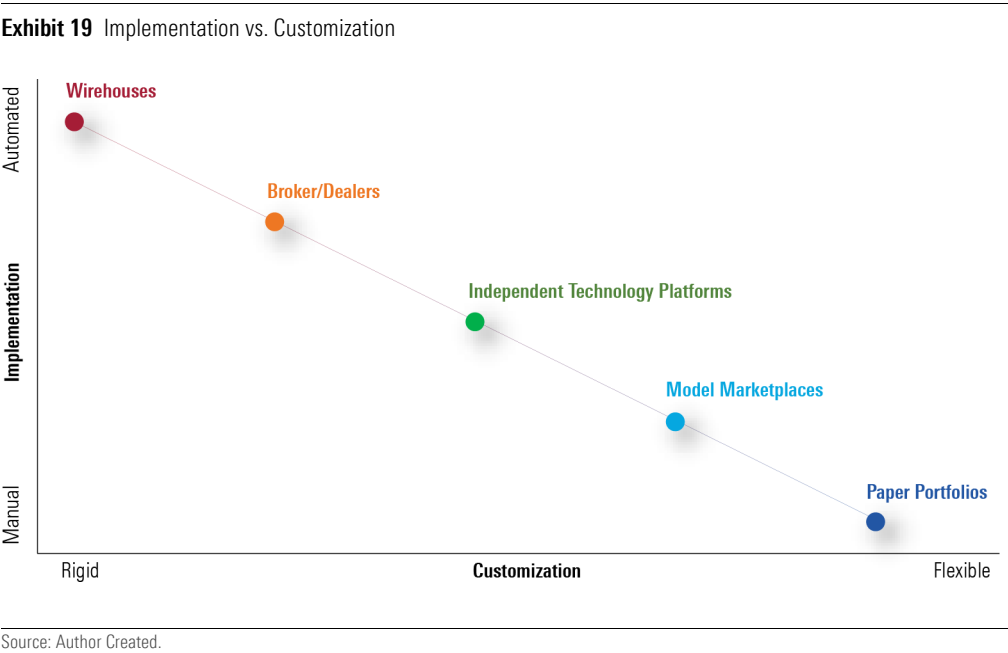 Exhibit 19 Implementation vs. Customization
Automated
Implementation
Manual
Wirehouses
Broker/Dealers
Independent Technology Platforms
Model Marketplaces
Paper Portfolios
Rigid
Customization
Flexible
Source: Author Created.